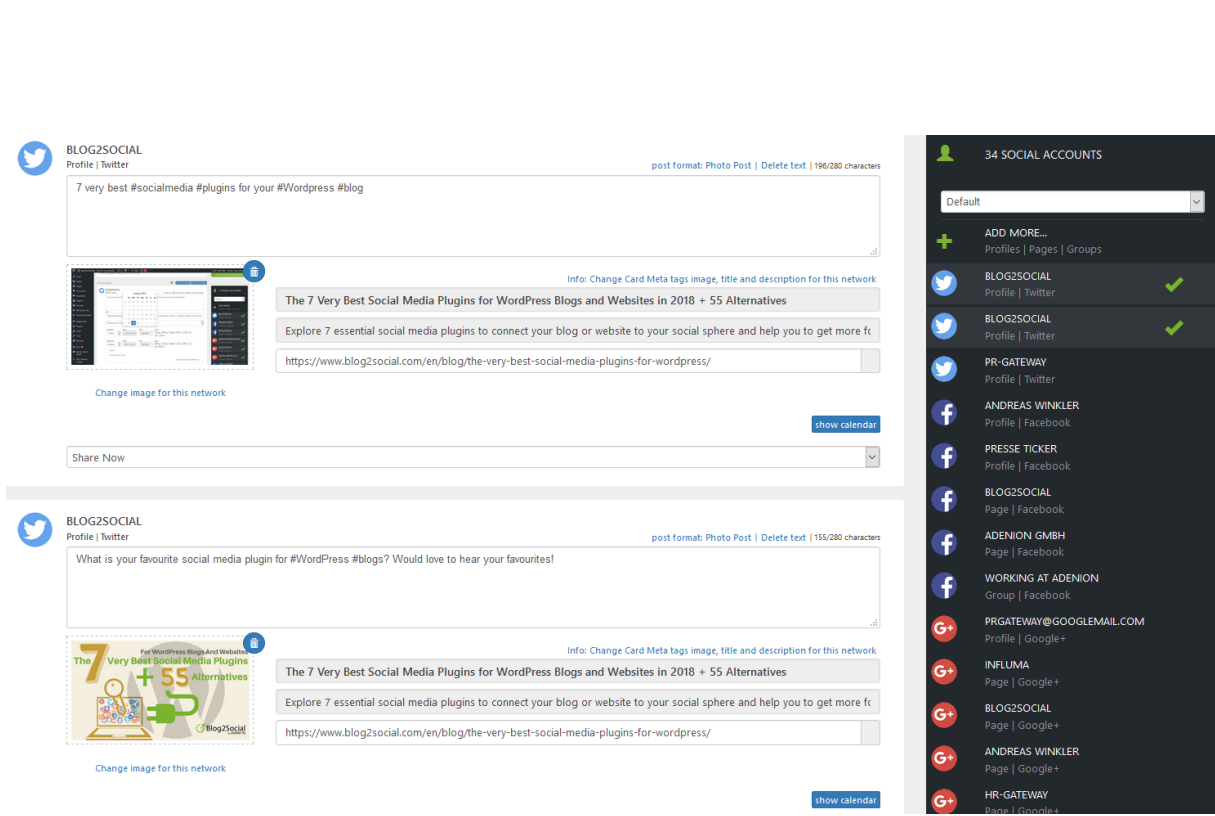 BLOG2SOCIAL
Profile | Twitter
post format: Photo Post | Delete text | 196/280 characters
7 very best #socialmedia #plugins for your #Wordpress #blog
Info: Change Card Meta tags image, title and description for this network
The 7 Very Best Social Media Plugins for WordPress Blogs and Websites in 2018 + 55 Alternatives
Explore 7 essential social media plugins to connect your blog or website to your social sphere and help you to get more fo
https://www.blog2social.com/en/blog/the-very-best-social-media-plugins-for-wordpress/
Change image for this network
show calendar
Share Now
BLOG2SOCIAL
Profile | Twitter
post format: Photo Post | Delete text | 155/280 characters
What is your favourite social media plugin for #WordPress #blogs? Would love to hear your favourites!
For WordPress Blogs And Websites
The 7 Very Best Social Media Plugins
+ 55 Alternatives
Blog2Social
Info: Change Card Meta tags image, title and description for this network
The 7 Very Best Social Media Plugins for WordPress Blogs and Websites in 2018 + 55 Alternatives
Explore 7 essential social media plugins to connect your blog or website to your social sphere and help you to get more fo
https://www.blog2social.com/en/blog/the-very-best-social-media-plugins-for-wordpress/
Change image for this network
show calendar
34 SOCIAL ACCOUNTS
Default
ADD MORE...
Profiles | Pages | Groups
BLOG2SOCIAL
Profile | Twitter
BLOG2SOCIAL
Profile | Twitter
PR-GATEWAY
Profile | Twitter
ANDREAS WINKLER
Profile | Facebook
PRESSE TICKER
Profile | Facebook
BLOG2SOCIAL
Page | Facebook
ADENION GMBH
Page | Facebook
WORKING AT ADENION
Group | Facebook
PRGATEWAY@GOOGLEMAIL.COM
Profile | Google+
INFLUMA
Page | Google+
BLOG2SOCIAL
Page | Google+
ANDREAS WINKLER
Page | Google+
HR-GATEWAY
Page | Google+